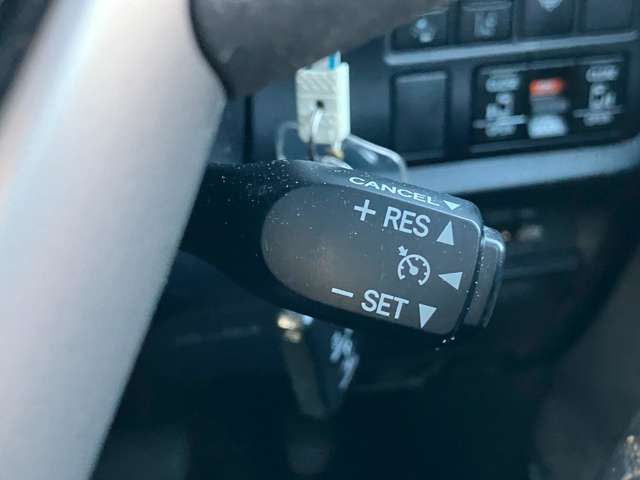 CANCEL▼
+ RES ▲
− SET ▼